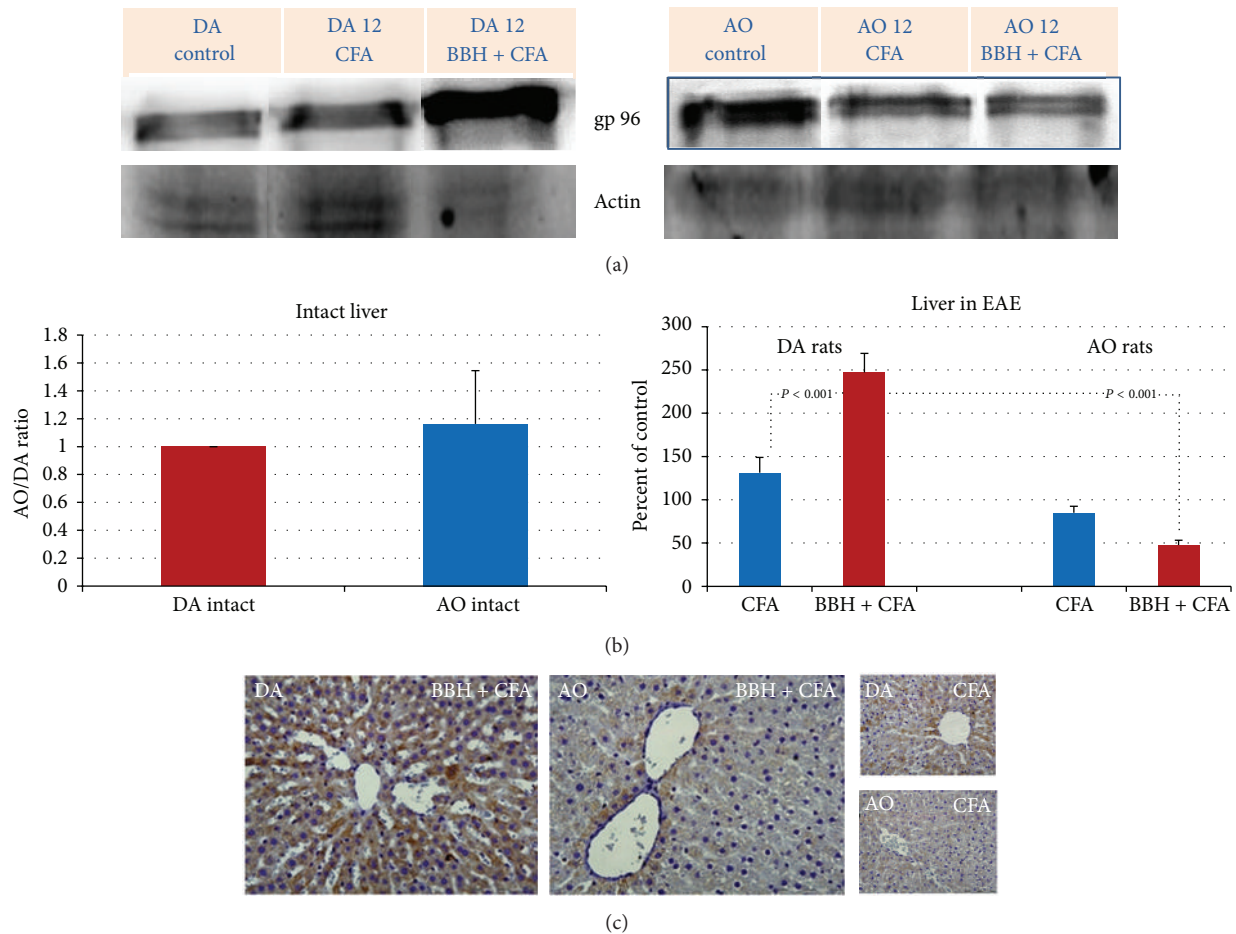 DA
control
DA 12
CFA
DA 12
BBH + CFA
AO
control
AO 12
CFA
AO 12
BBH + CFA
gp 96
Actin
(a)
Intact liver
AO/DA ratio
1.8
1.6
1.4
1.2
1
0.8
0.6
0.4
0.2
0
DA intact
AO intact
Liver in EAE
Percent of control
300
250
200
150
100
50
0
DA rats
AO rats
P < 0.001
P < 0.001
CFA
BBH + CFA
CFA
BBH + CFA
(b)
DA
BBH + CFA
AO
BBH + CFA
DA
CFA
AO
CFA
(c)